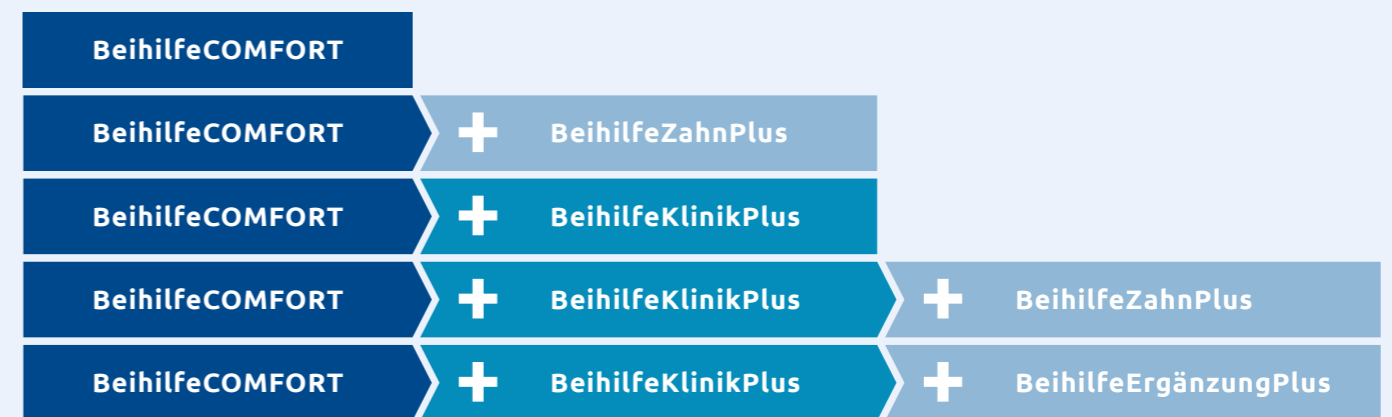 BeihilfeCOMFORT
BeihilfeCOMFORT + BeihilfeZahnPlus
BeihilfeCOMFORT + BeihilfeKlinikPlus
BeihilfeCOMFORT + BeihilfeKlinikPlus + BeihilfeZahnPlus
BeihilfeCOMFORT + BeihilfeKlinikPlus + BeihilfeErgänzungPlus